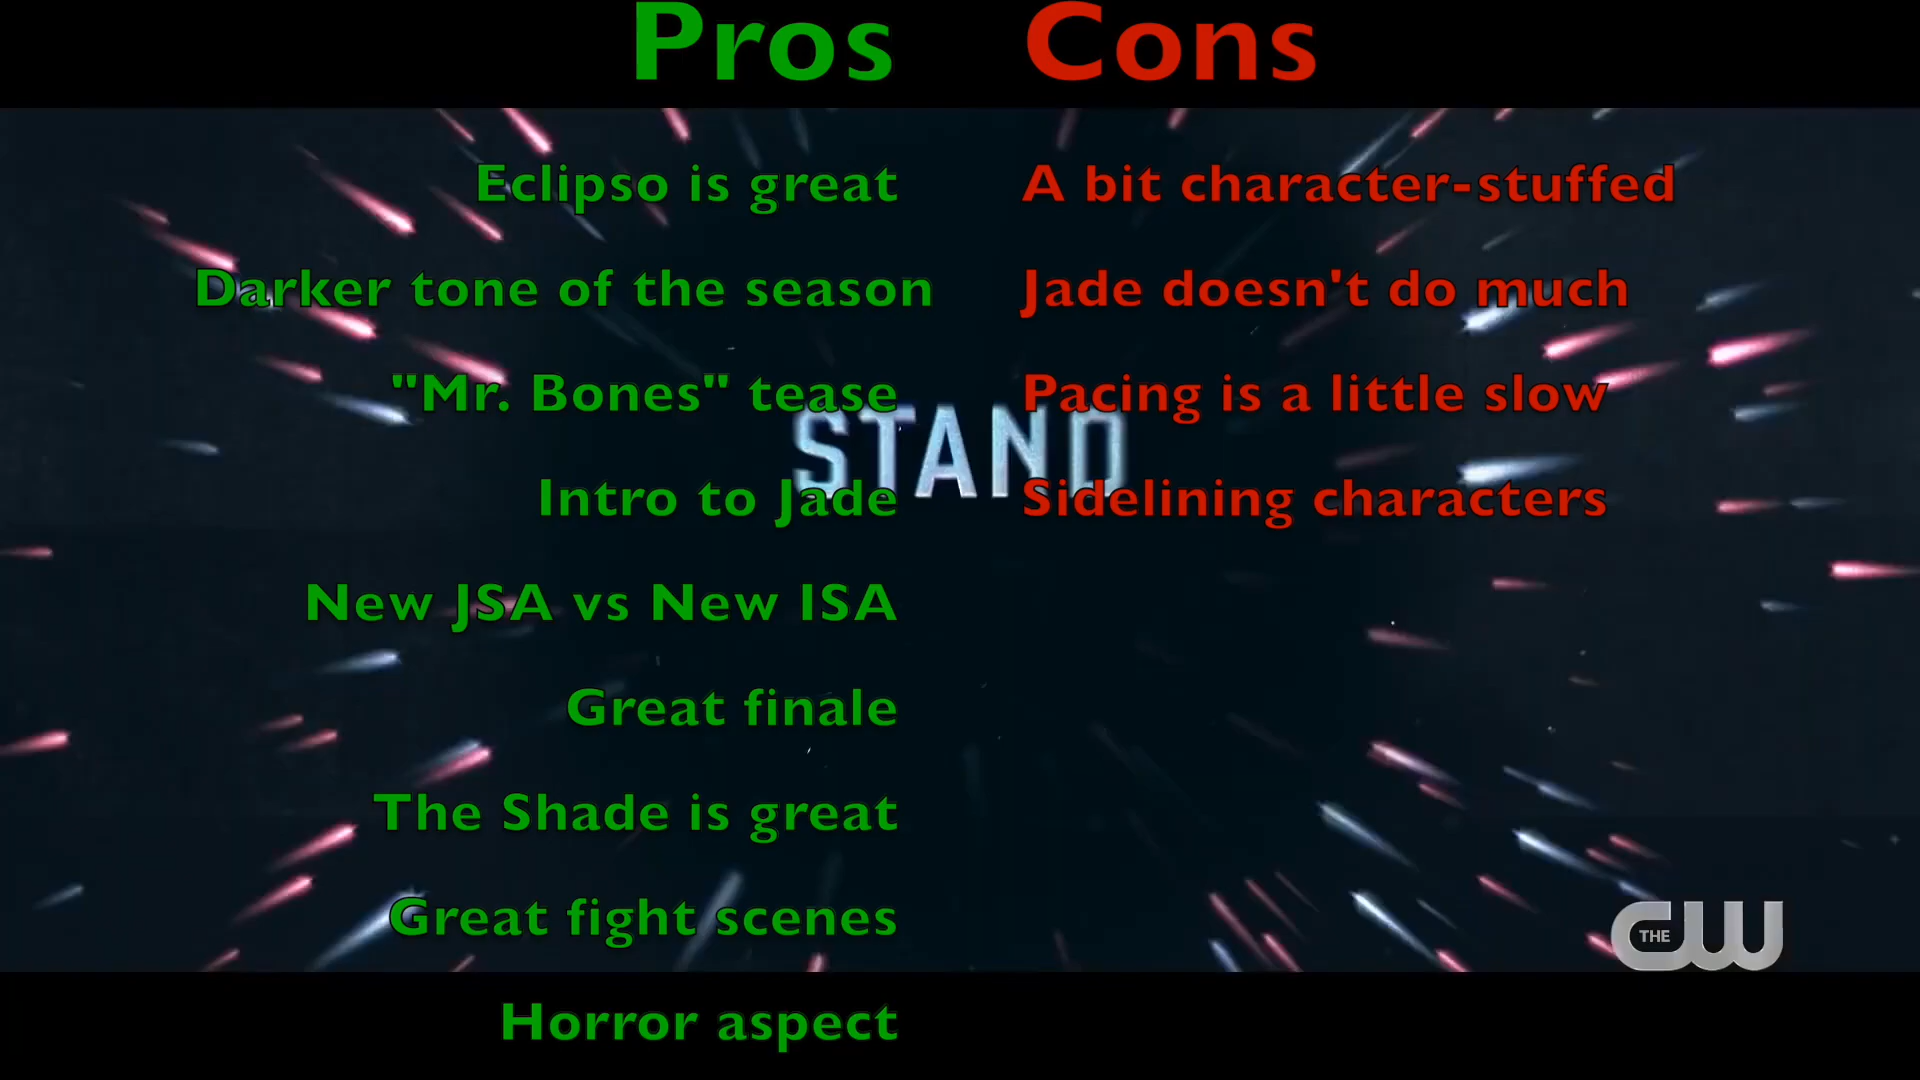 Pros
Cons
Eclipso is great
Darker tone of the season
"Mr. Bones" tease
Intro to Jade
New JSA vs New ISA
Great finale
The Shade is great
Great fight scenes
Horror aspect
A bit character-stuffed
Jade doesn't do much
Pacing is a little slow
Sidelining characters
STAND
THE CW